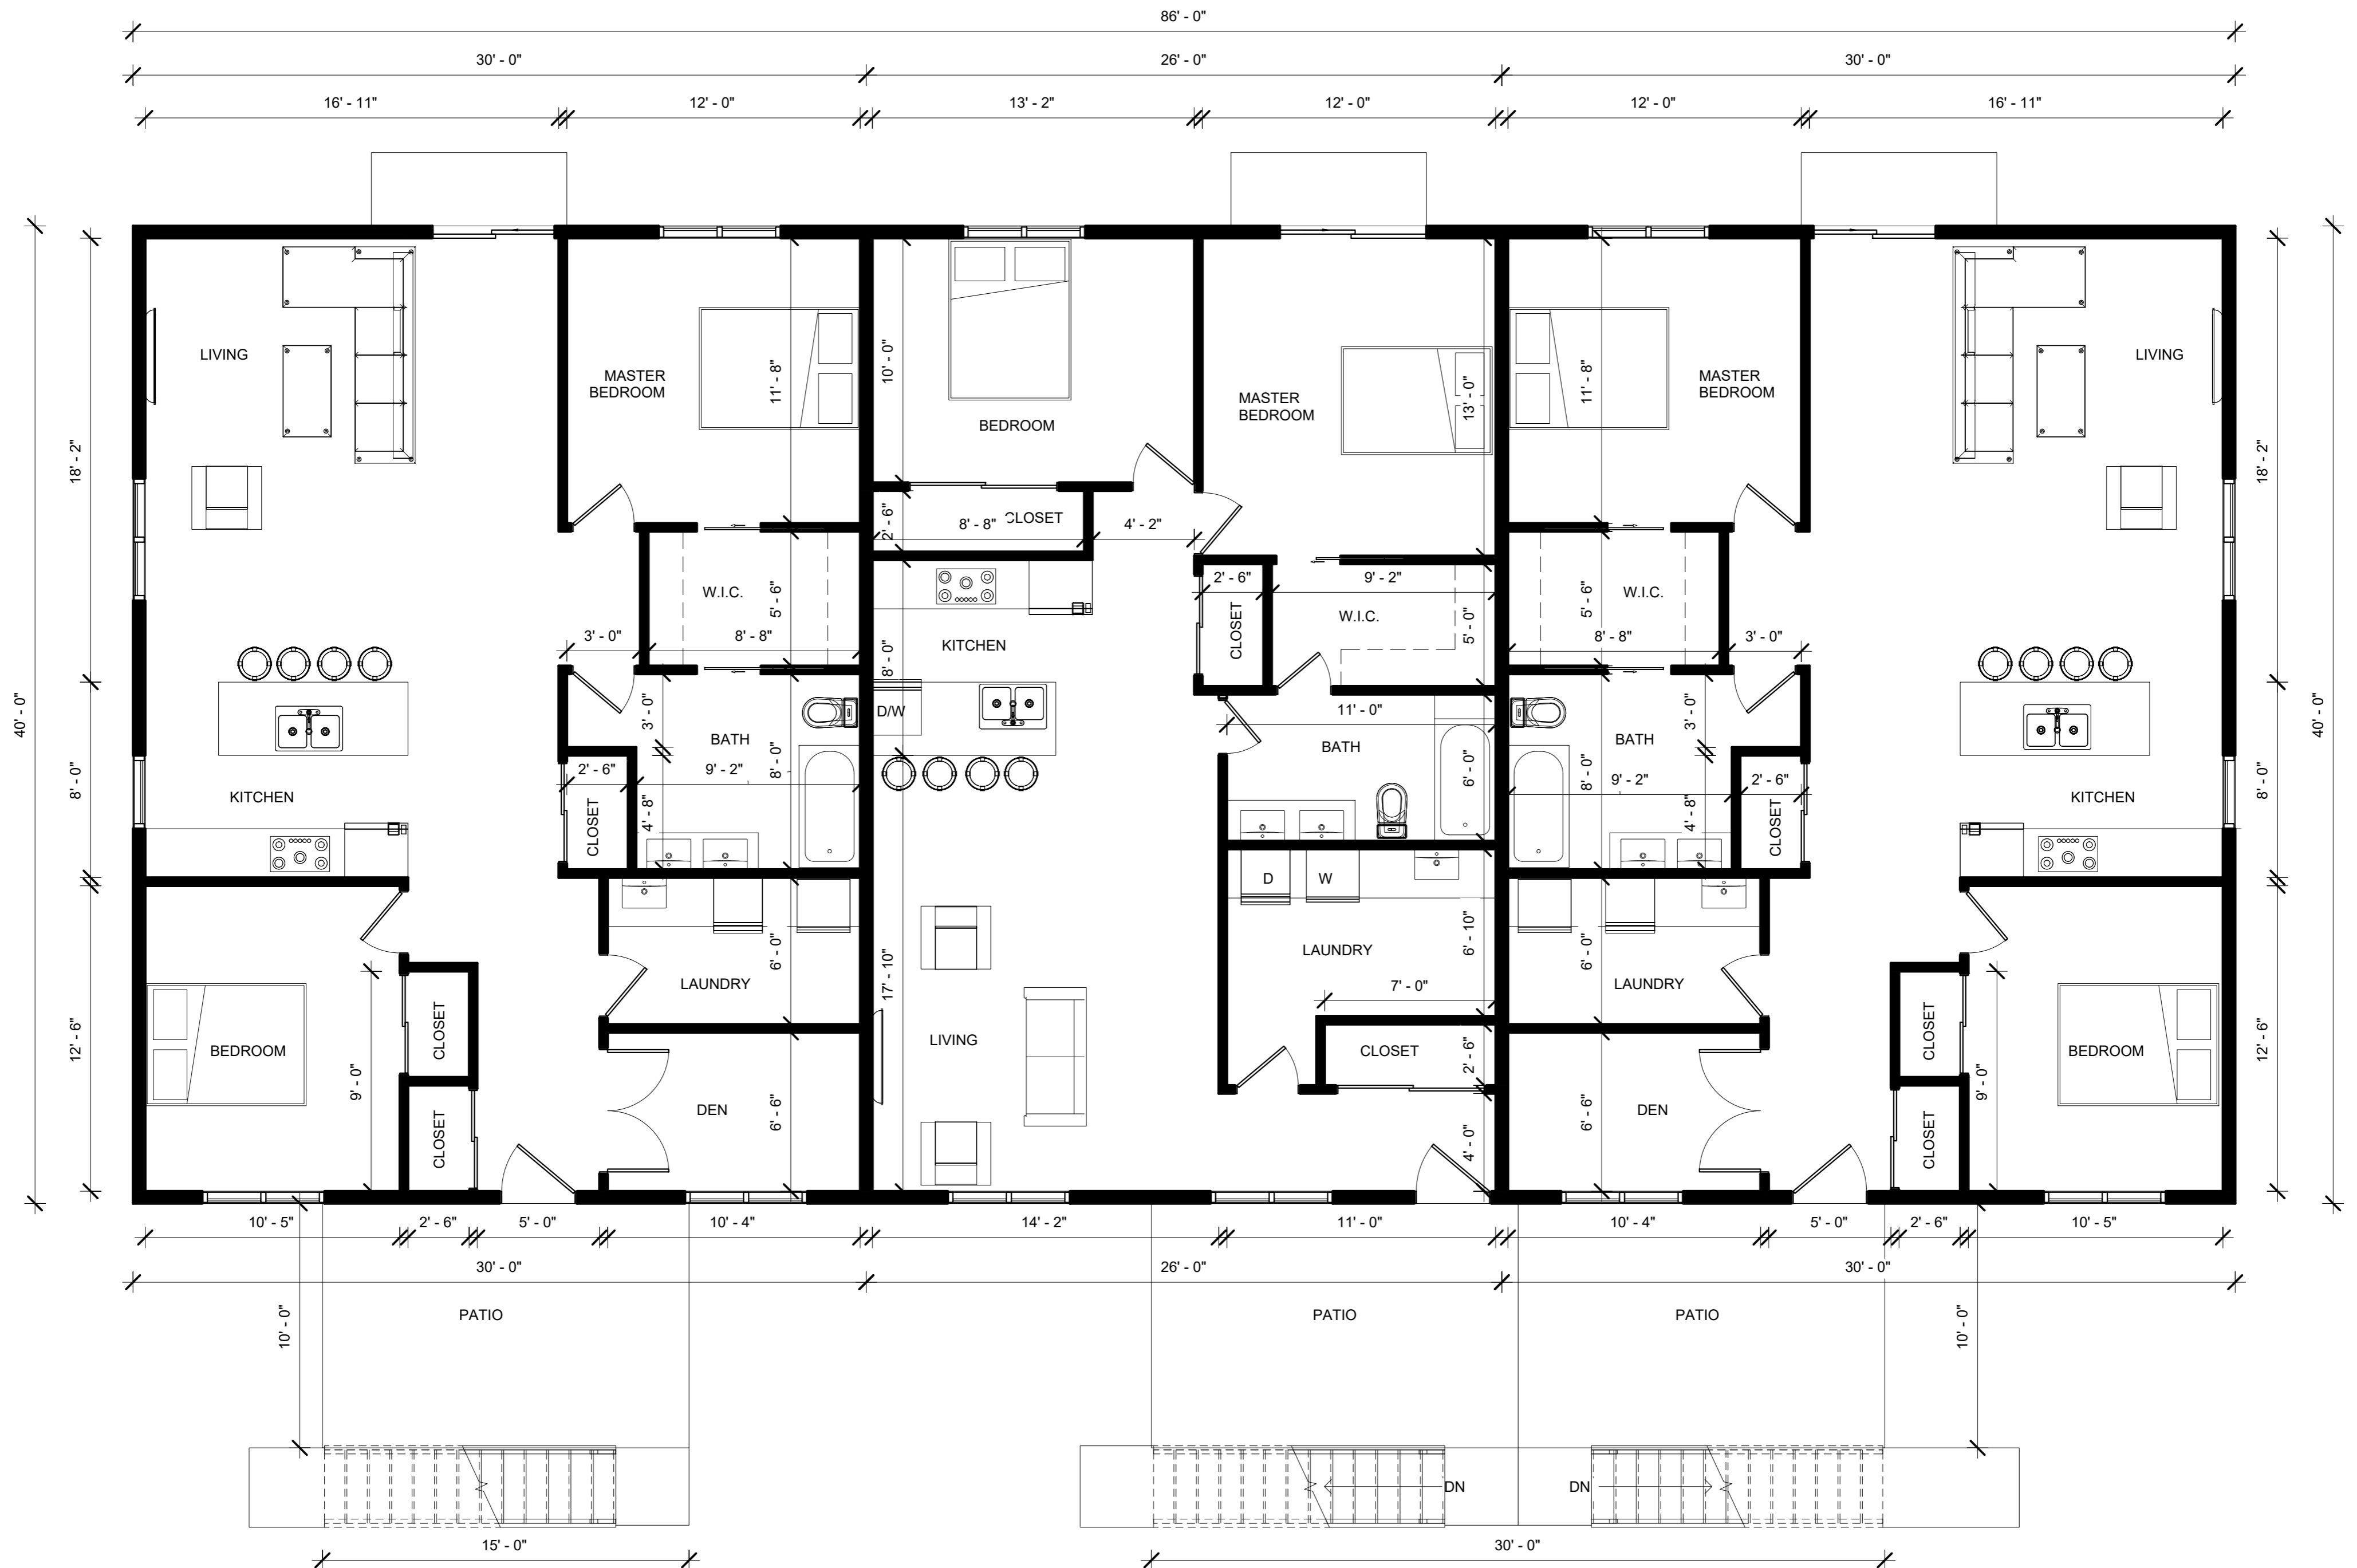 86' - 0"
30' - 0"
26' - 0"
30' - 0"
16' - 11"
12' - 0"
13' - 2"
12' - 0"
12' - 0"
16' - 11"
40' - 0"
18' - 2"
8' - 0"
12' - 6"
LIVING
MASTER
BEDROOM
11' - 8"
W.I.C.
5' - 6"
3' - 0"
8' - 8"
3' - 0"
BATH
8' - 0"
2' - 6"
9' - 2"
4' - 8"
CLOSET
KITCHEN
LAUNDRY
6' - 0"
BEDROOM
9' - 0"
CLOSET
CLOSET
DEN
6' - 6"
10' - 0"
BEDROOM
2' - 6"
8' - 8"
CLOSET
4' - 2"
MASTER
BEDROOM
13' - 0"
2' - 6"
9' - 2"
CLOSET
W.I.C.
5' - 0"
KITCHEN
8' - 0"
D/W
11' - 0"
BATH
6' - 0"
D
W
LAUNDRY
6' - 10"
7' - 0"
17' - 10"
LIVING
CLOSET
2' - 6"
4' - 0"
MASTER
BEDROOM
11' - 8"
W.I.C.
5' - 6"
8' - 8"
3' - 0"
3' - 0"
BATH
8' - 0"
9' - 2"
2' - 6"
4' - 8"
CLOSET
LAUNDRY
6' - 0"
DEN
6' - 6"
LIVING
KITCHEN
CLOSET
CLOSET
BEDROOM
9' - 0"
18' - 2"
8' - 0"
12' - 6"
40' - 0"
10' - 5"
2' - 6"
5' - 0"
10' - 4"
14' - 2"
11' - 0"
10' - 4"
5' - 0"
2' - 6"
10' - 5"
30' - 0"
26' - 0"
30' - 0"
10' - 0"
PATIO
PATIO
PATIO
10' - 0"
DN
DN
15' - 0"
30' - 0"